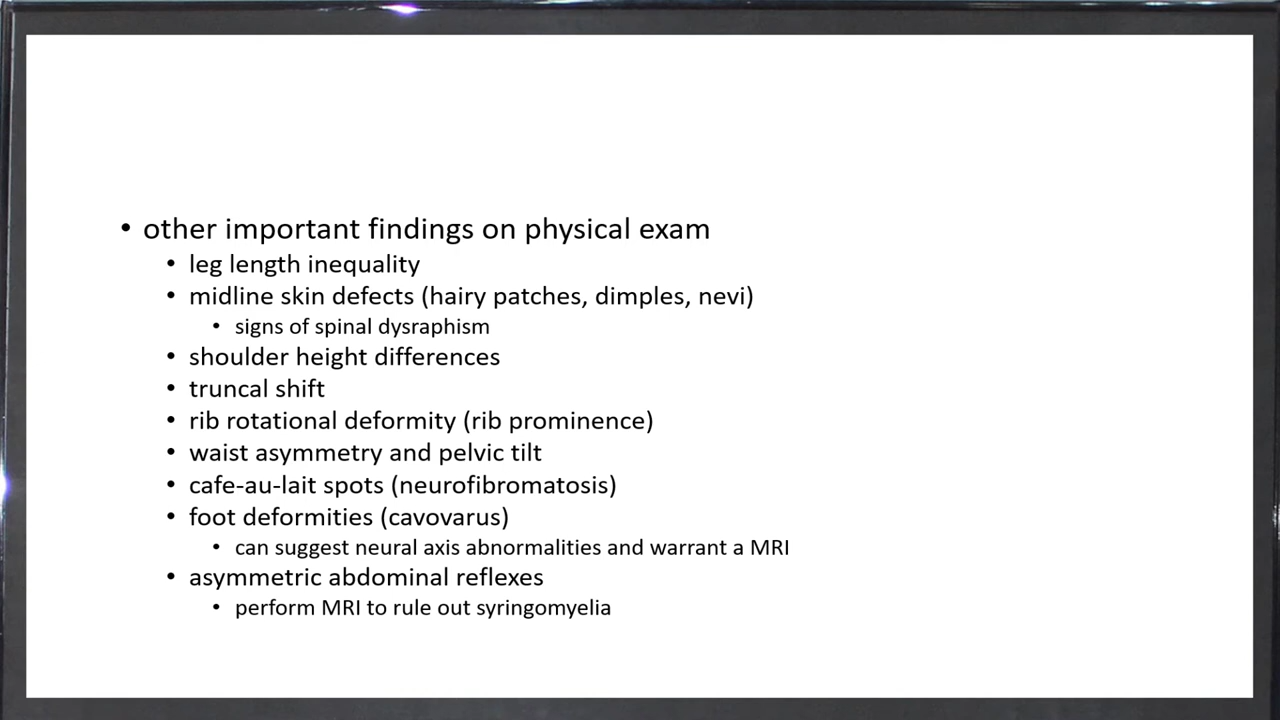 • other important findings on physical exam
• leg length inequality
• midline skin defects (hairy patches, dimples, nevi)
• signs of spinal dysraphism
• shoulder height differences
• truncal shift
• rib rotational deformity (rib prominence)
• waist asymmetry and pelvic tilt
• cafe-au-lait spots (neurofibromatosis)
• foot deformities (cavovarus)
• can suggest neural axis abnormalities and warrant a MRI
• asymmetric abdominal reflexes
• perform MRI to rule out syringomyelia